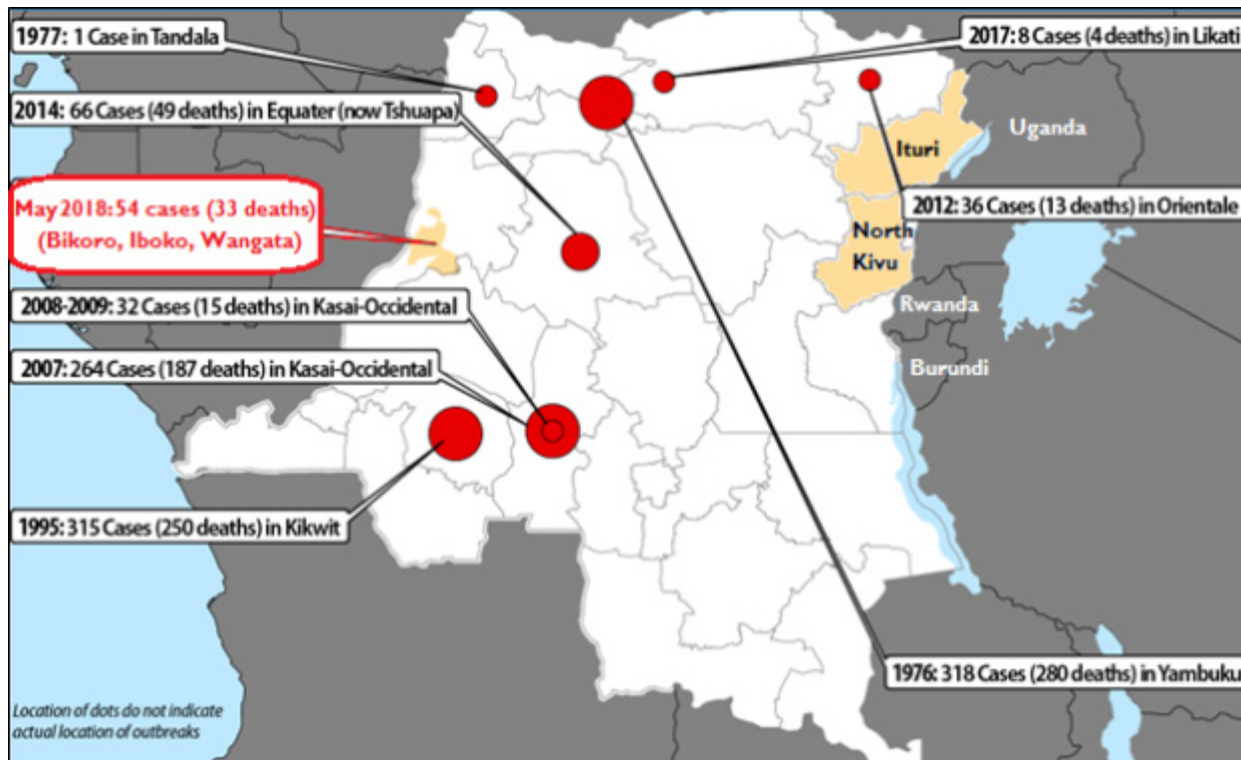 1977: 1 Case in Tandala
2017: 8 Cases (4 deaths) in Likati
2014: 66 Cases (49 deaths) in Equater (now Tshuapa)
Uganda
Ituri
May 2018: 54 cases (33 deaths)
(Bikoro, Iboko, Wangata)
2012: 36 Cases (13 deaths) in Orientale
North
Kivu
2008-2009: 32 Cases (15 deaths) in Kasai-Occidental
Rwanda
2007: 264 Cases (187 deaths) in Kasai-Occidental
Burundi
1995: 315 Cases (250 deaths) in Kikwit
1976: 318 Cases (280 deaths) in Yambuku
Location of dots do not indicate
actual location of outbreaks